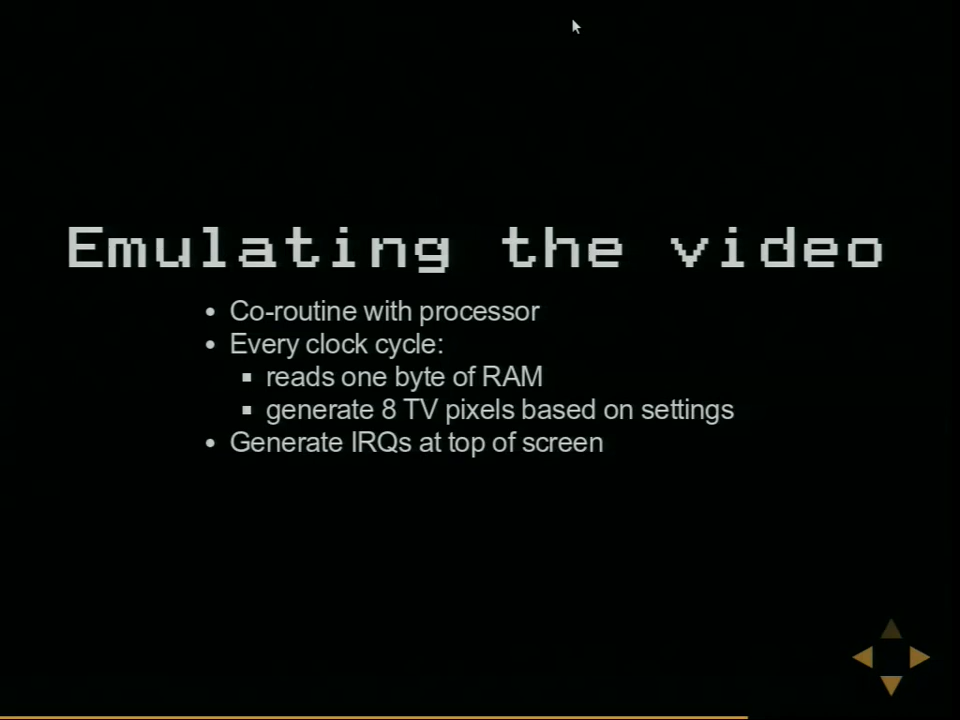 Emulating the video
Co-routine with processor
Every clock cycle:
reads one byte of RAM
generate 8 TV pixels based on settings
Generate IRQs at top of screen